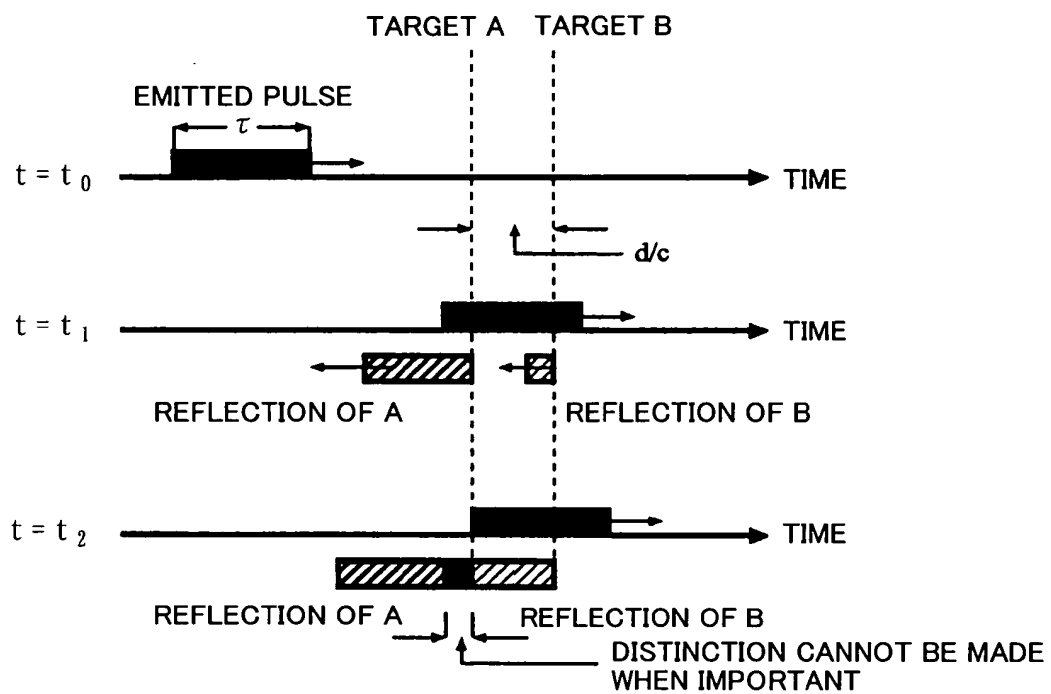 TARGET A TARGET B
EMITTED PULSE
τ
t = t0 TIME
d/c
t = t1 TIME
REFLECTION OF A REFLECTION OF B
t = t2 TIME
REFLECTION OF A REFLECTION OF B
DISTINCTION CANNOT BE MADE
WHEN IMPORTANT